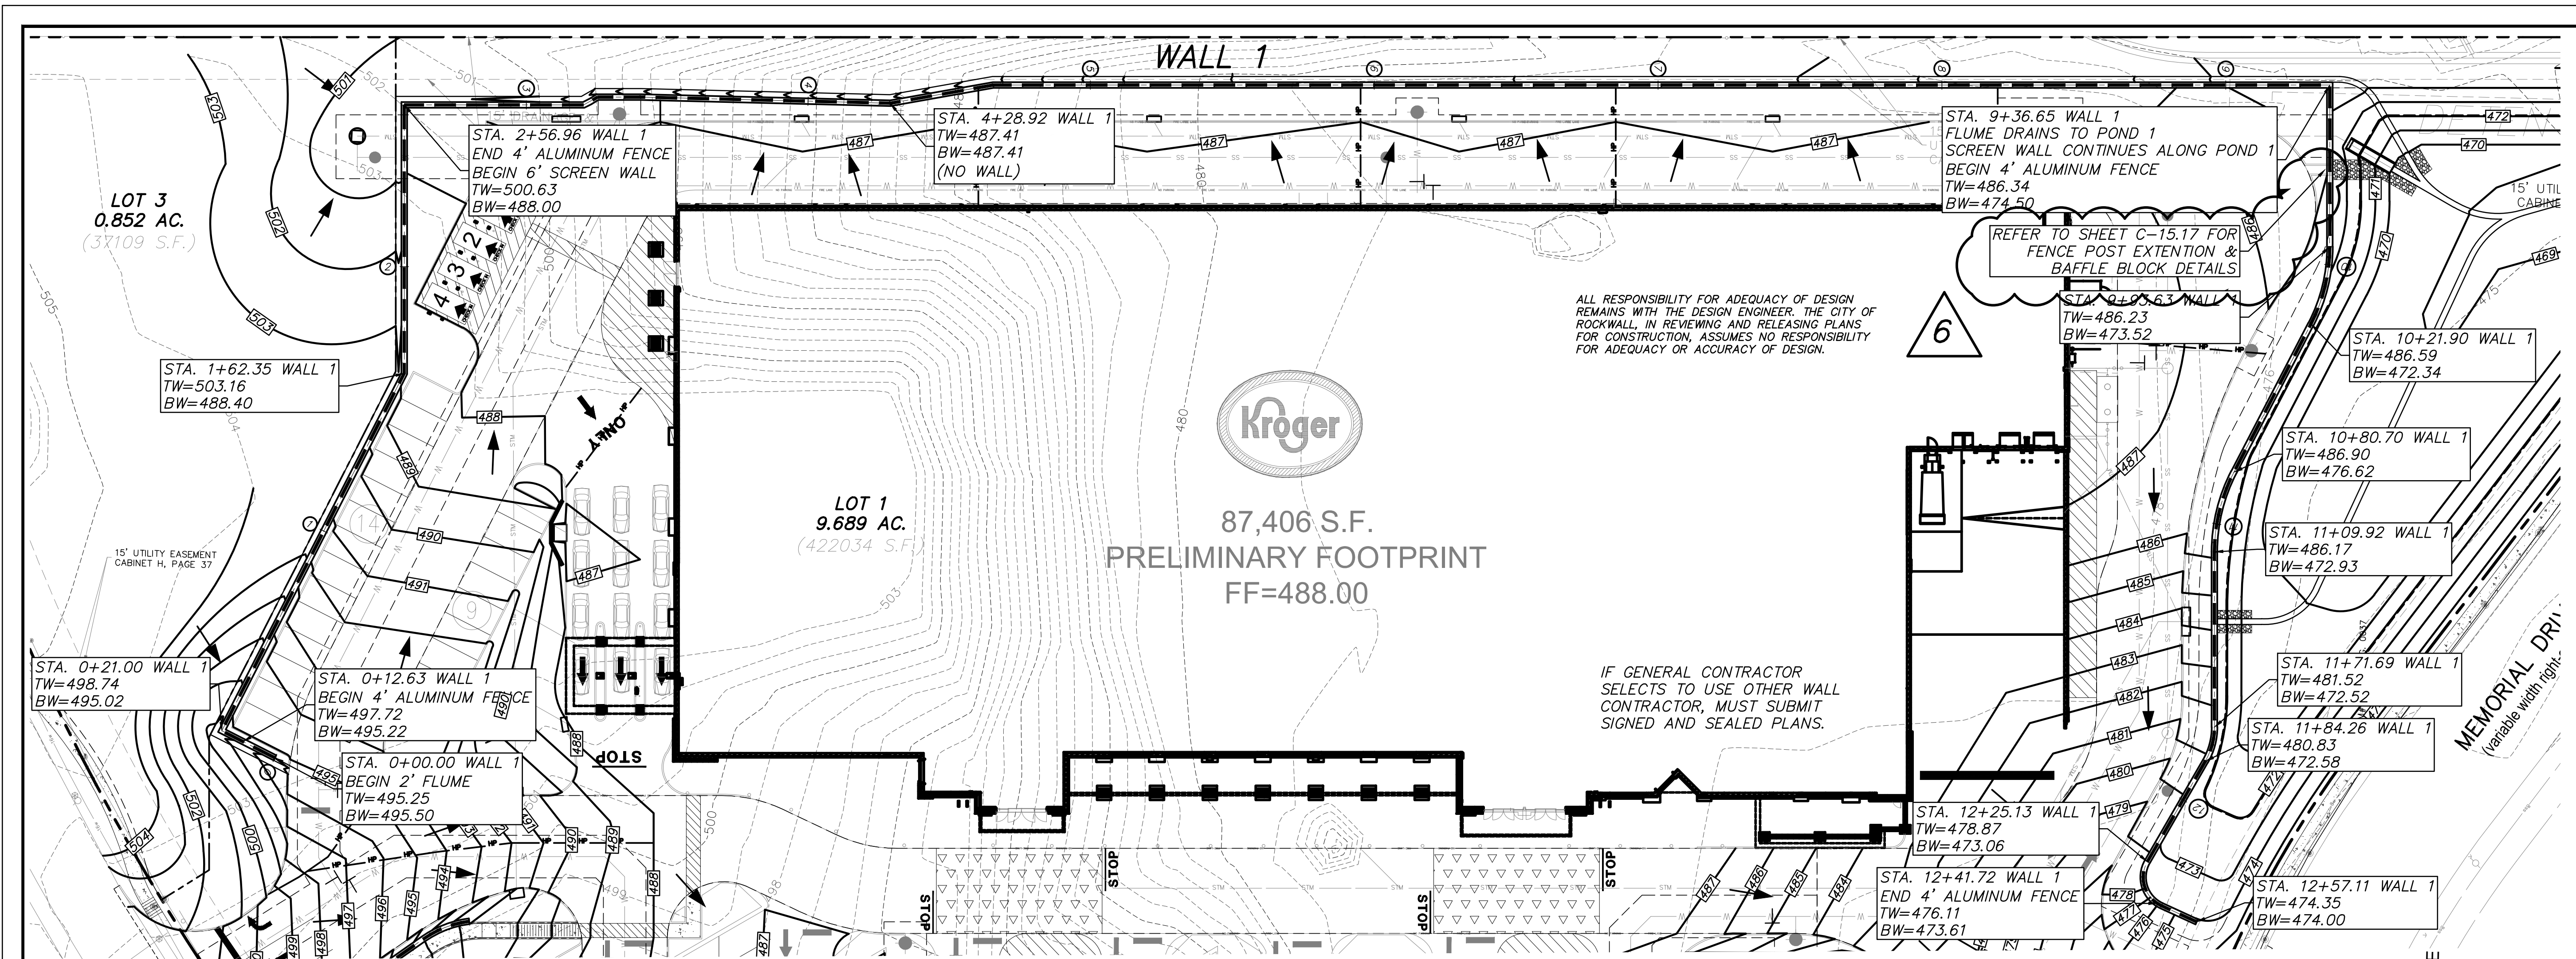 WALL 1
LOT 3
0.852 AC.
(37109 S.F.)
STA. 2+56.96 WALL 1
END 4' ALUMINUM FENCE
BEGIN 6' SCREEN WALL
TW=500.63
BW=488.00
STA. 4+28.92 WALL 1
TW=487.41
BW=487.41
(NO WALL)
STA. 9+36.65 WALL 1
FLUME DRAINS TO POND 1
SCREEN WALL CONTINUES ALONG POND 1
BEGIN 4' ALUMINUM FENCE
TW=486.34
BW=474.50
REFER TO SHEET C-15.17 FOR
FENCE POST EXTENTION &
BAFFLE BLOCK DETAILS
STA. 9+93.63 WALL 1
TW=486.23
BW=473.52
6
ALL RESPONSIBILITY FOR ADEQUACY OF DESIGN
REMAINS WITH THE DESIGN ENGINEER. THE CITY OF
ROCKWALL, IN REVIEWING AND RELEASING PLANS
FOR CONSTRUCTION, ASSUMES NO RESPONSIBILITY
FOR ADEQUACY OR ACCURACY OF DESIGN.
STA. 10+21.90 WALL 1
TW=486.59
BW=472.34
STA. 1+62.35 WALL 1
TW=503.16
BW=488.40
Kroger
87,406 S.F.
PRELIMINARY FOOTPRINT
FF=488.00
LOT 1
9.689 AC.
(422034 S.F.)
STA. 10+80.70 WALL 1
TW=486.90
BW=476.62
STA. 11+09.92 WALL 1
TW=486.17
BW=472.93
15' UTILITY EASEMENT
CABINET H, PAGE 37
ONLY
STA. 0+21.00 WALL 1
TW=498.74
BW=495.02
STA. 0+12.63 WALL 1
BEGIN 4' ALUMINUM FENCE
TW=497.72
BW=495.22
STA. 0+00.00 WALL 1
BEGIN 2' FLUME
TW=495.25
BW=495.50
IF GENERAL CONTRACTOR
SELECTS TO USE OTHER WALL
CONTRACTOR, MUST SUBMIT
SIGNED AND SEALED PLANS.
STA. 11+71.69 WALL 1
TW=481.52
BW=472.52
STA. 11+84.26 WALL 1
TW=480.83
BW=472.58
STA. 12+25.13 WALL 1
TW=478.87
BW=473.06
STA. 12+41.72 WALL 1
END 4' ALUMINUM FENCE
TW=476.11
BW=473.61
STA. 12+57.11 WALL 1
TW=474.35
BW=474.00
MEMORIAL
(variable width
STOP
STOP
STOP
STOP
STOP